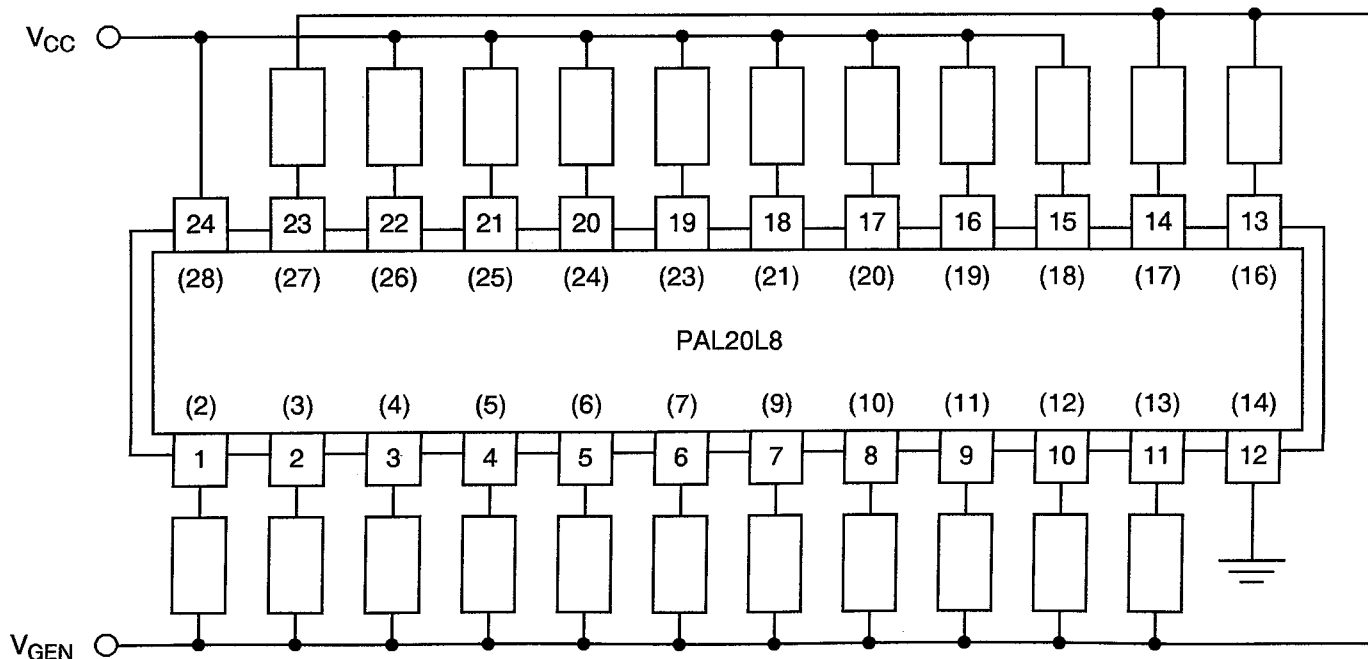 V_CC
24 23 22 21 20 19 18 17 16 15 14 13
(28) (27) (26) (25) (24) (23) (21) (20) (19) (18) (17) (16)
PAL20L8
(2) (3) (4) (5) (6) (7) (9) (10) (11) (12) (13) (14)
1 2 3 4 5 6 7 8 9 10 11 12
V_GEN